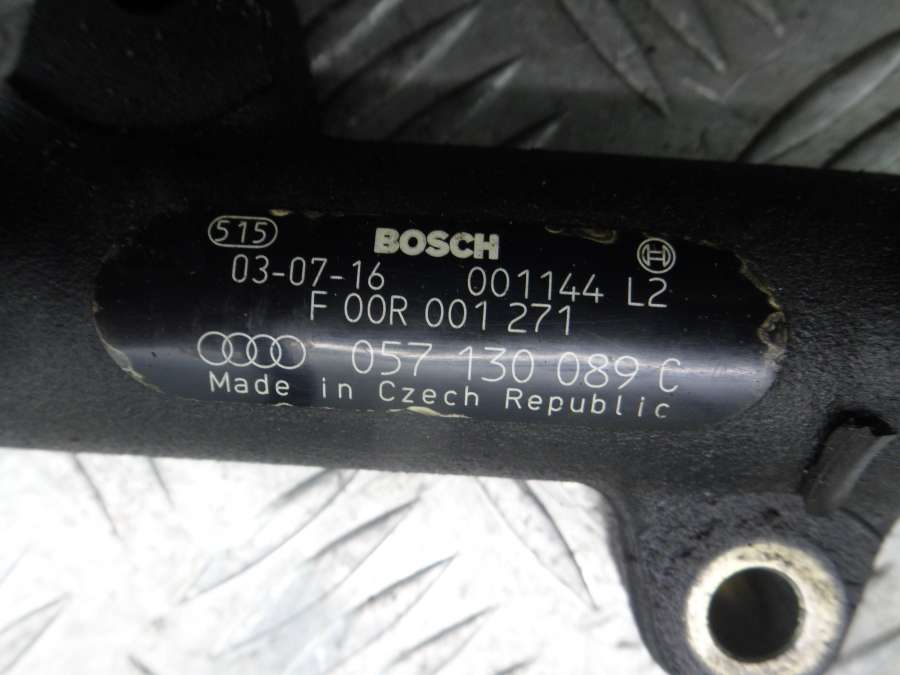 515 BOSCH
03-07-16 001144 L2
F 00R 001 271
057 130 089 C
Made in Czech Republic